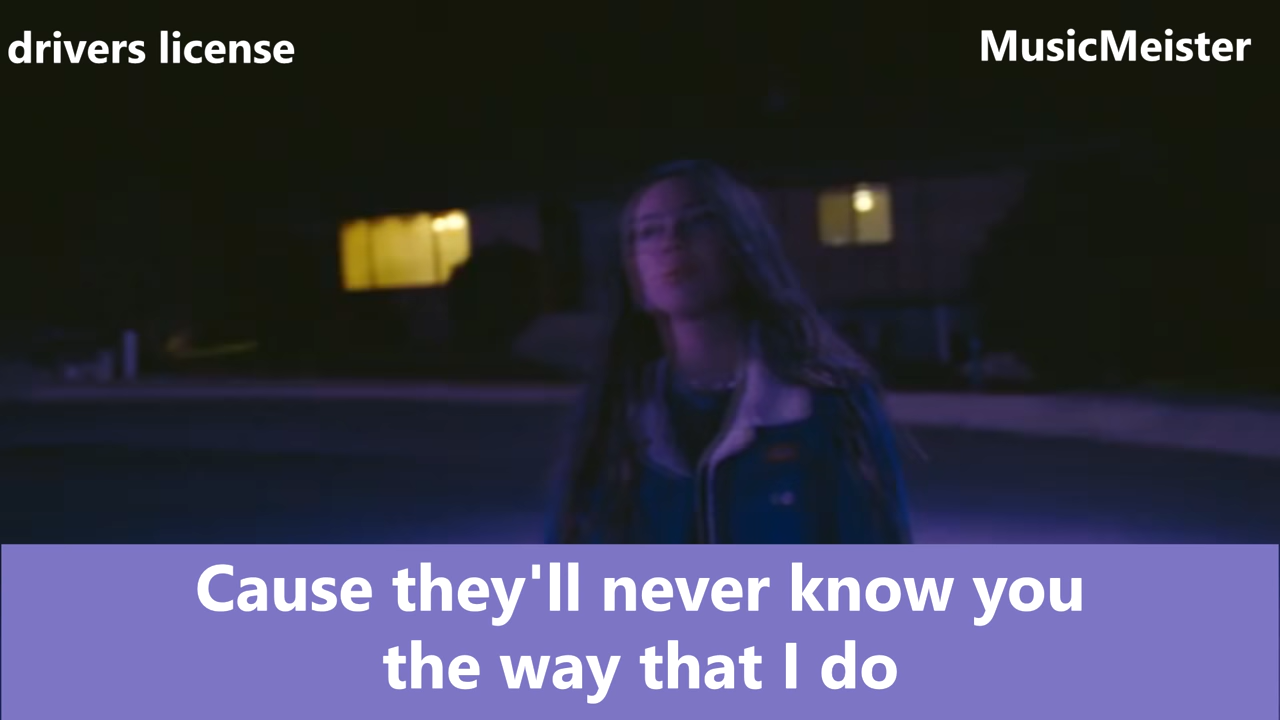 drivers license
MusicMeister
Cause they'll never know you
the way that I do